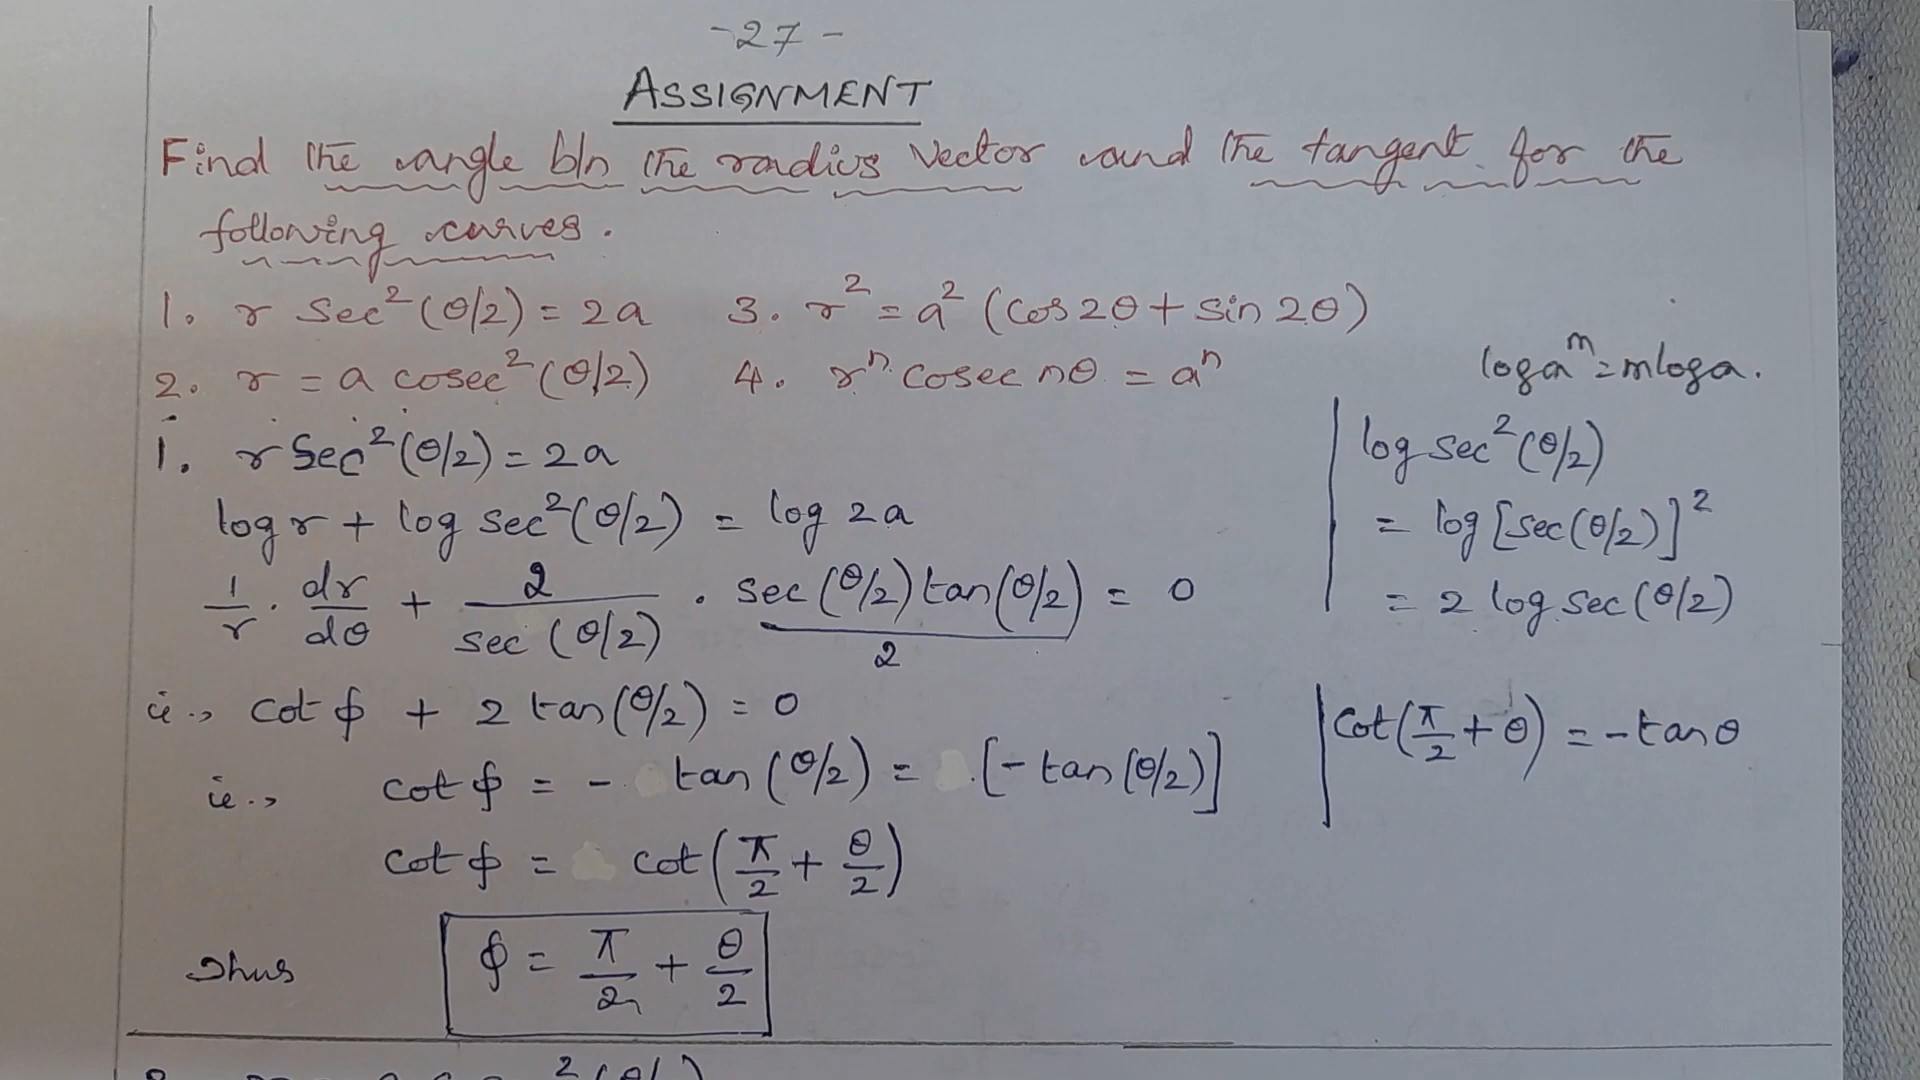 -27-
ASSIGNMENT
Find the angle b/n the radius vector and the tangent for the
following curves.
1. r sec²(θ/2) = 2a 3. r² = a² (cos2θ + sin 2θ)
2. r = a cosec²(θ/2) 4. rⁿ cosec nθ = aⁿ
log aᵐ = m log a.
1. r Sec²(θ/2) = 2a
log r + log sec²(θ/2) = log 2a
1/r . dr/dθ + 2/sec (θ/2) . sec (θ/2) tan(θ/2)/2 = 0
ie., cot φ + 2 tan(θ/2) = 0
ie., cot φ = - tan (θ/2) = .[- tan (θ/2)]
cot φ = cot(π/2 + θ/2)
Thus φ = π/2 + θ/2
log sec²(θ/2)
= log [sec(θ/2)]²
= 2 log sec(θ/2)
Cot(π/2 + θ) = - tan θ